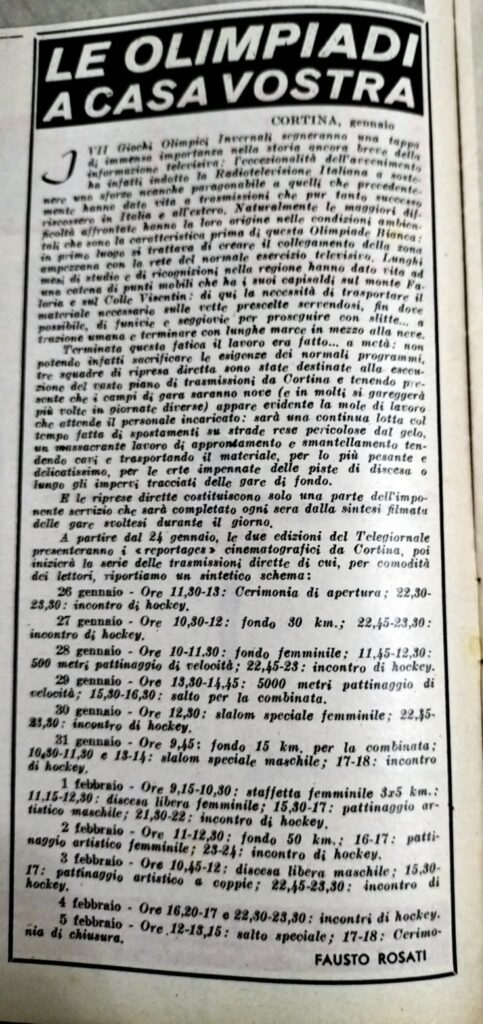 LE OLIMPIADI
A CASA VOSTRA
CORTINA, gennaio
I VII Giochi Olimpici Invernali segneranno una tappa
di immensa importanza nella storia ancora breve della
informazione televisiva: l'eccezionalità dell'avvenimento
ha infatti indotto la Radiotelevisione Italiana a soste-
nere uno sforzo neanche paragonabile a quelli che precedente-
mente hanno dato vita a trasmissioni che pur tanto successo
riscossero in Italia e all'estero. Naturalmente le maggiori dif-
ficoltà affrontate hanno la loro origine nelle condizioni ambien-
tali che sono la caratteristica prima di questa Olimpiade Bianca:
in primo luogo si trattava di creare il collegamento della zona
ampezzana con la rete del normale esercizio televisivo. Lunghi
mesi di studio e di ricognizioni nella regione hanno dato vita ad
una catena di punti mobili che ha i suoi capisaldi sul monte Fa-
loria e sul Colle Visentin: di qui la necessità di trasportare il
materiale necessario sulle vette prescelte servendosi, fin dove
possibile, di funivie e seggiovie per proseguire con slitte... a
trazione umana e terminare con lunghe marce in mezzo alla neve.
Terminata questa fatica il lavoro era fatto... a metà: non
potendo infatti sacrificare le esigenze dei normali programmi,
tre squadre di ripresa diretta sono state destinate alla esecu-
zione del vasto piano di trasmissioni da Cortina e tenendo pre-
sente che i campi di gara saranno nove (e in molti si gareggerà
più volte in giornate diverse) appare evidente la mole di lavoro
che attende il personale incaricato: sarà una continua lotta col
tempo fatta di spostamenti su strade rese pericolose dal gelo,
un massacrante lavoro di approntamento e smantellamento ten-
dendo cavi e trasportando il materiale, per lo più pesante e
delicatissimo, per le erte impennate delle piste di discesa o
lungo gli impervi tracciati delle gare di fondo.
E le riprese dirette costituiscono solo una parte dell'impo-
nente servizio che sarà completato ogni sera dalla sintesi filmata
delle gare svoltesi durante il giorno.
A partire dal 24 gennaio, le due edizioni del Telegiornale
presenteranno i «reportages» cinematografici da Cortina, poi
inizierà la serie delle trasmissioni dirette di cui, per comodità
dei lettori, riportiamo un sintetico schema:
26 gennaio - Ore 11,30-13: Cerimonia di apertura; 22,30-
23,30: incontro di hockey.
27 gennaio - Ore 10,30-12: fondo 30 km.; 22,45-23,30:
incontro di hockey.
28 gennaio - Ore 10-11,30: fondo femminile; 11,45-12,30:
500 metri pattinaggio di velocità; 22,45-23: incontro di hockey.
29 gennaio - Ore 13,30-14,45: 5000 metri pattinaggio di
velocità; 15,30-16,30: salto per la combinata.
30 gennaio - Ore 12,30: slalom speciale femminile; 22,45-
23,30: incontro di hockey.
31 gennaio - Ore 9,45: fondo 15 km. per la combinata;
10,30-11,30 e 13-14: slalom speciale maschile; 17-18: incontro
di hockey.
1 febbraio - Ore 9,15-10,30: staffetta femminile 3x5 km.;
11,15-12,30: discesa libera femminile; 15,30-17: pattinaggio ar-
tistico maschile; 21,30-22: incontro di hockey.
2 febbraio - Ore 11-12,30: fondo 50 km.; 16-17: patti-
naggio artistico femminile; 23-24: incontro di hockey.
3 febbraio - Ore 10,45-12: discesa libera maschile; 15,30-
17: pattinaggio artistico a coppie; 22,45-23,30: incontro di
hockey.
4 febbraio - Ore 16,20-17 e 22,30-23,30: incontri di hockey.
5 febbraio - Ore 12-13,15: salto speciale; 17-18: Cerimo-
nia di chiusura.
FAUSTO ROSATI